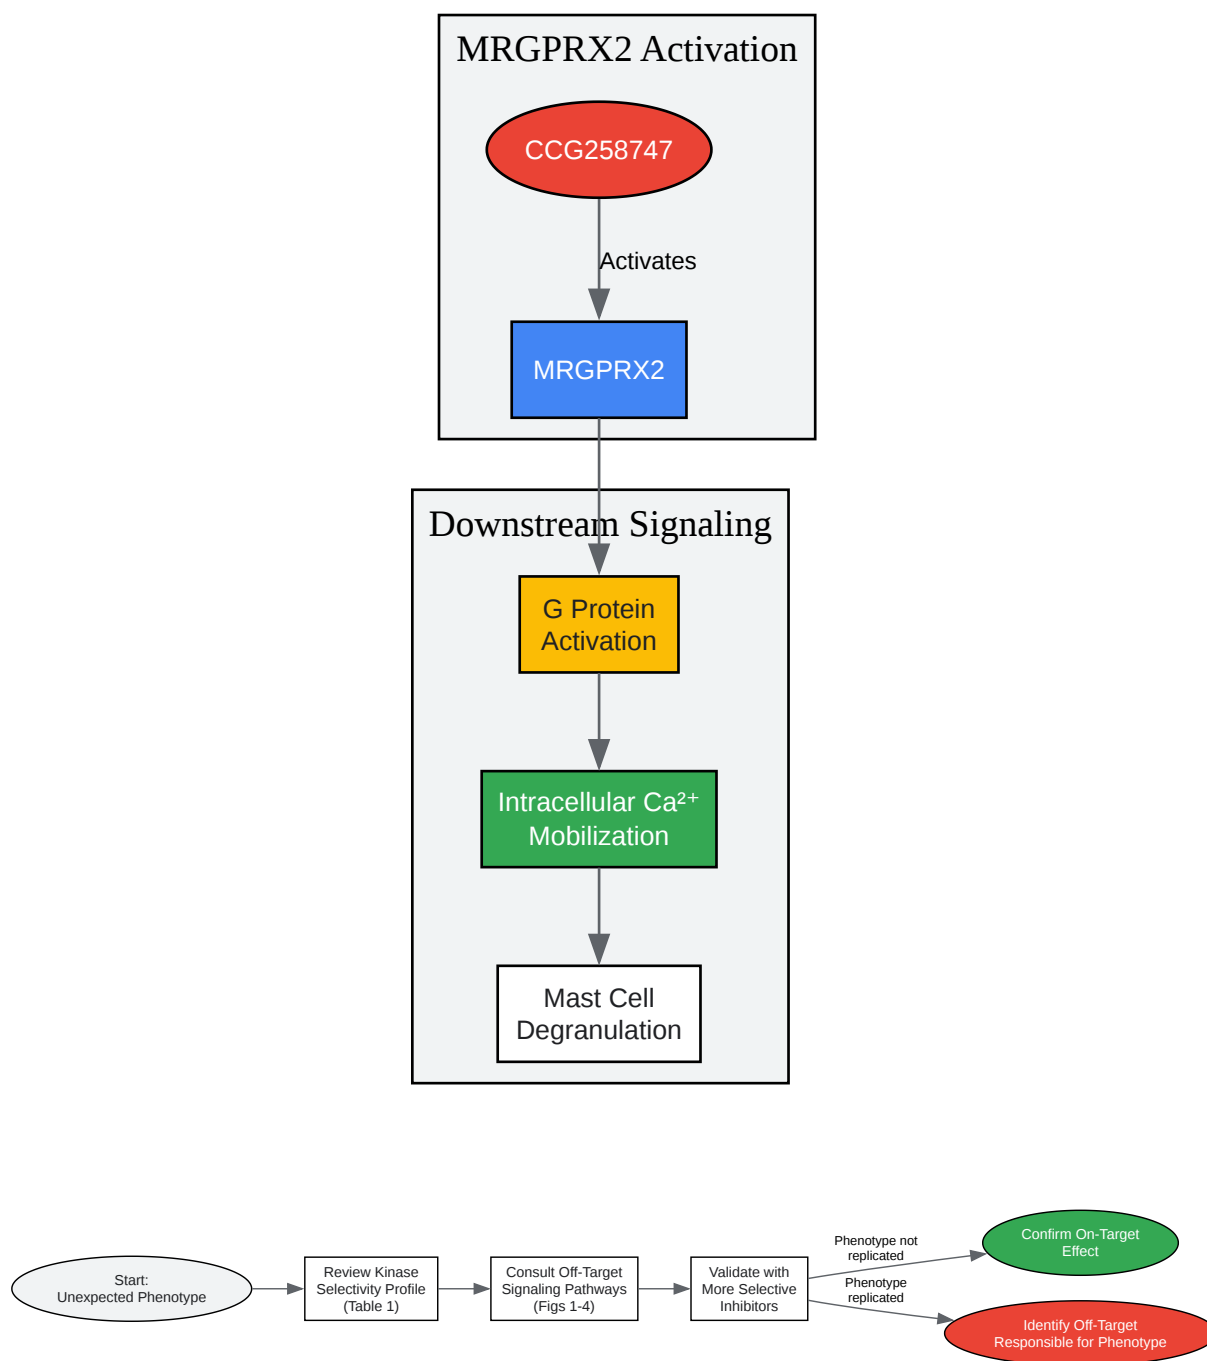 MRGPRX2 Activation
CCG258747
Activates
MRGPRX2
Downstream Signaling
G Protein
Activation
Intracellular Ca²⁺
Mobilization
Mast Cell
Degranulation
Start:
Unexpected Phenotype
Review Kinase
Selectivity Profile
(Table 1)
Consult Off-Target
Signaling Pathways
(Figs 1-4)
Validate with
More Selective
Inhibitors
Phenotype not
replicated
Phenotype
replicated
Confirm On-Target
Effect
Identify Off-Target
Responsible for Phenotype